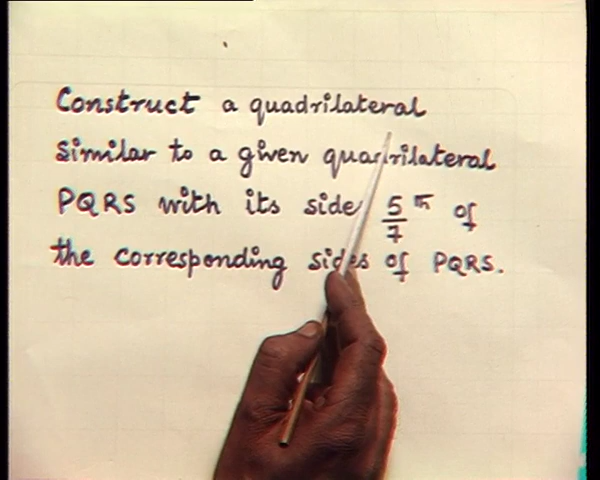 Construct a quadrilateral
similar to a given quadrilateral
PQRS with its side 5/7 th of
the corresponding sides of PQRS.